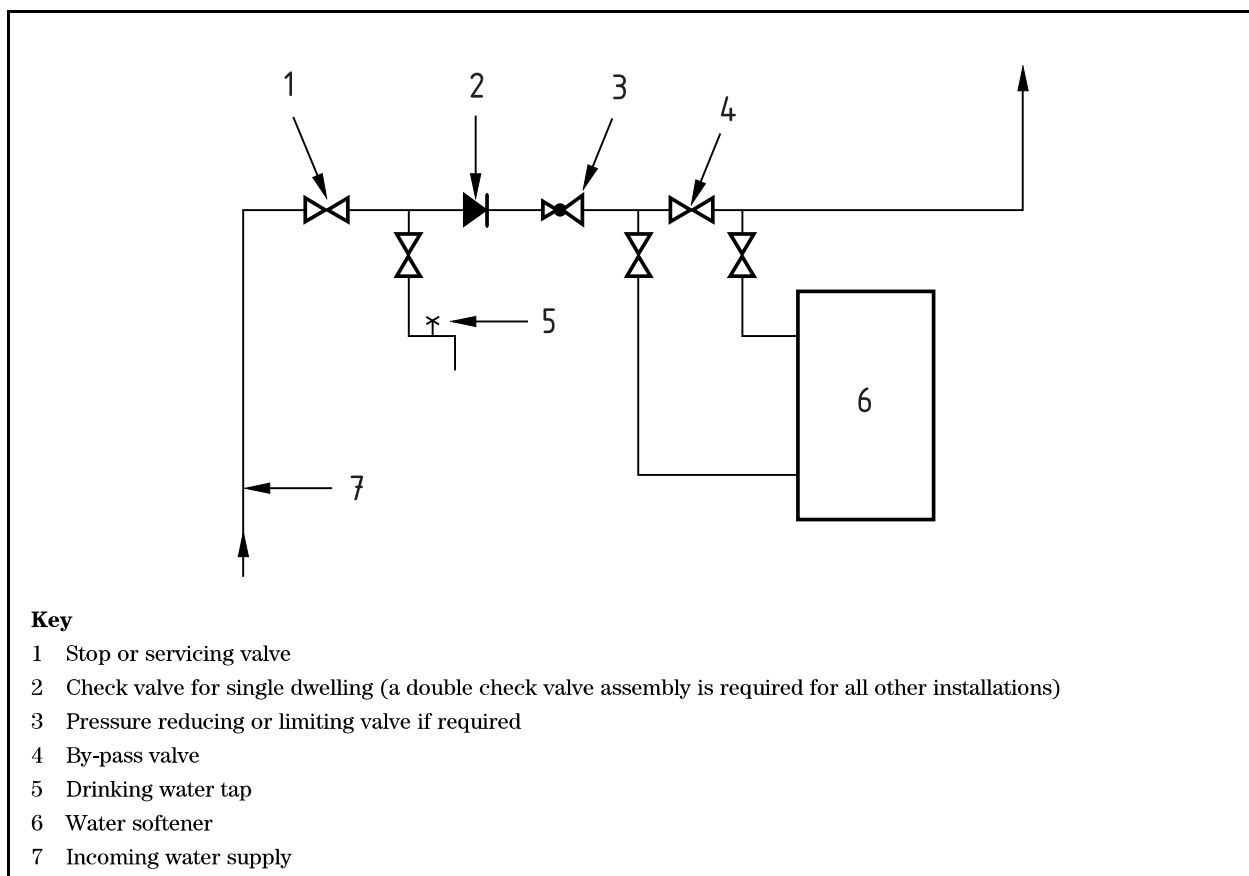 1
2
3
4
5
6
7
Key
1 Stop or servicing valve
2 Check valve for single dwelling (a double check valve assembly is required for all other installations)
3 Pressure reducing or limiting valve if required
4 By-pass valve
5 Drinking water tap
6 Water softener
7 Incoming water supply